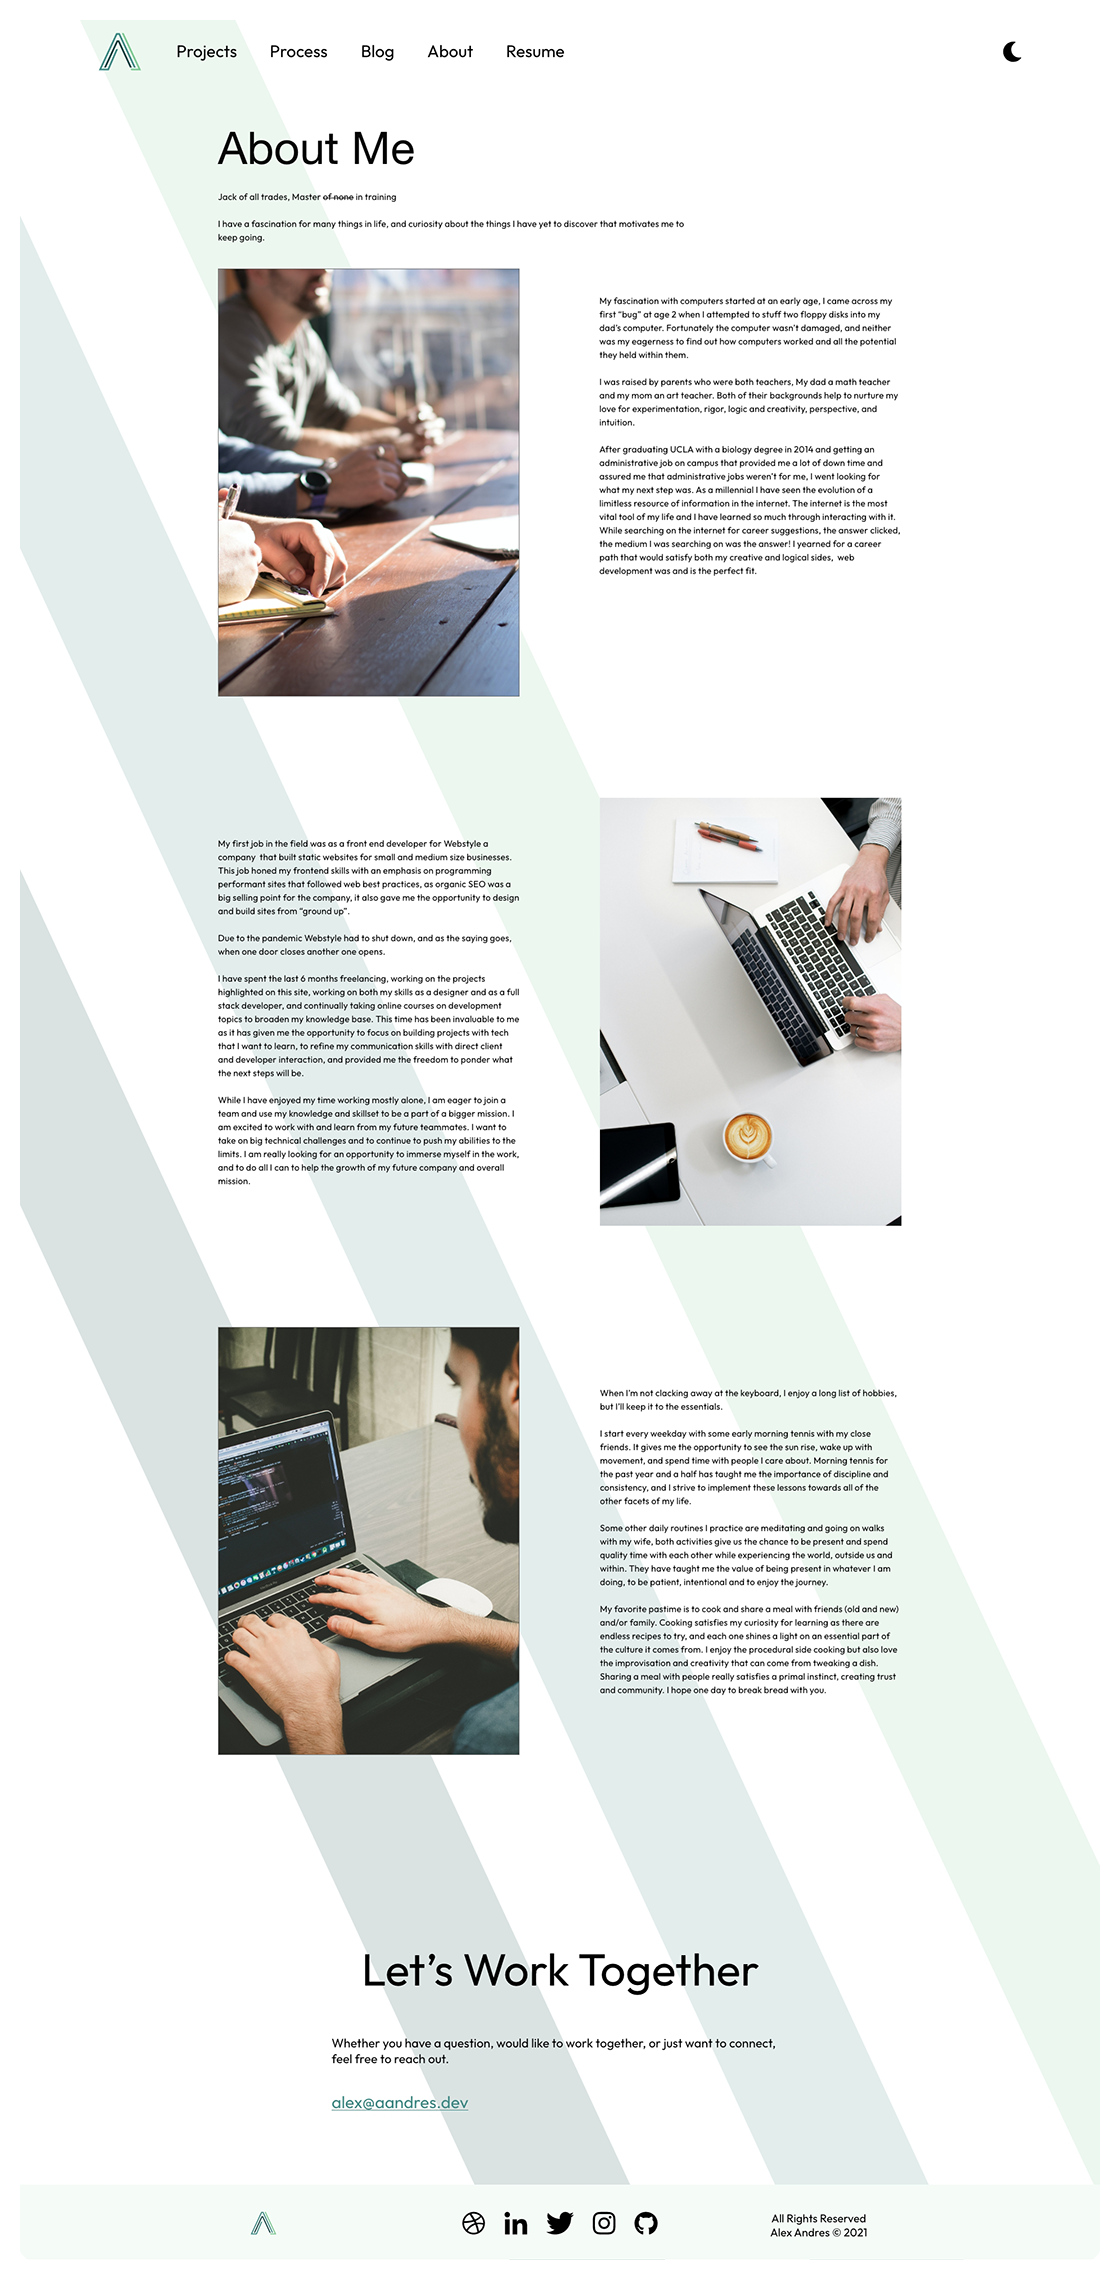 Projects Process Blog About Resume
About Me
Jack of all trades, Master of none in training
I have a fascination for many things in life, and curiosity about the things I have yet to discover that motivates me to
keep going.
My fascination with computers started at an early age, I came across my
first “bug” at age 2 when I attempted to stuff two floppy disks into my
dad’s computer. Fortunately the computer wasn’t damaged, and neither
was my eagerness to find out how computers worked and all the potential
they held within them.
I was raised by parents who were both teachers, My dad a math teacher
and my mom an art teacher. Both of their backgrounds help to nurture my
love for experimentation, rigor, logic and creativity, perspective, and
intuition.
After graduating UCLA with a biology degree in 2014 and getting an
administrative job on campus that provided me a lot of down time and
assured me that administrative jobs weren’t for me, I went looking for
what my next step was. As a millennial I have seen the evolution of a
limitless resource of information in the internet. The internet is the most
vital tool of my life and I have learned so much through interacting with it.
While searching on the internet for career suggestions, the answer clicked,
the medium I was searching on was the answer! I yearned for a career
path that would satisfy both my creative and logical sides,  web
development was and is the perfect fit.
My first job in the field was as a front end developer for Webstyle a
company  that built static websites for small and medium size businesses.
This job honed my frontend skills with an emphasis on programming
performant sites that followed web best practices, as organic SEO was a
big selling point for the company, it also gave me the opportunity to design
and build sites from “ground up”.
Due to the pandemic Webstyle had to shut down, and as the saying goes,
when one door closes another one opens.
I have spent the last 6 months freelancing, working on the projects
highlighted on this site, working on both my skills as a designer and as a full
stack developer, and continually taking online courses on development
topics to broaden my knowledge base. This time has been invaluable to me
as it has given me the opportunity to focus on building projects with tech
that I want to learn, to refine my communication skills with direct client
and developer interaction, and provided me the freedom to ponder what
the next steps will be.
While I have enjoyed my time working mostly alone, I am eager to join a
team and use my knowledge and skillset to be a part of a bigger mission. I
am excited to work with and learn from my future teammates. I want to
take on big technical challenges and to continue to push my abilities to the
limits. I am really looking for an opportunity to immerse myself in the work,
and to do all I can to help the growth of my future company and overall
mission.
When I’m not clacking away at the keyboard, I enjoy a long list of hobbies,
but I’ll keep it to the essentials.
I start every weekday with some early morning tennis with my close
friends. It gives me the opportunity to see the sun rise, wake up with
movement, and spend time with people I care about. Morning tennis for
the past year and a half has taught me the importance of discipline and
consistency, and I strive to implement these lessons towards all of the
other facets of my life.
Some other daily routines I practice are meditating and going on walks
with my wife, both activities give us the chance to be present and spend
quality time with each other while experiencing the world, outside us and
within. They have taught me the value of being present in whatever I am
doing, to be patient, intentional and to enjoy the journey.
My favorite pastime is to cook and share a meal with friends (old and new)
and/or family. Cooking satisfies my curiosity for learning as there are
endless recipes to try, and each one shines a light on an essential part of
the culture it comes from. I enjoy the procedural side cooking but also love
the improvisation and creativity that can come from tweaking a dish.
Sharing a meal with people really satisfies a primal instinct, creating trust
and community. I hope one day to break bread with you.
Let’s Work Together
Whether you have a question, would like to work together, or just want to connect,
feel free to reach out.
alex@aandres.dev
All Rights Reserved
Alex Andres © 2021